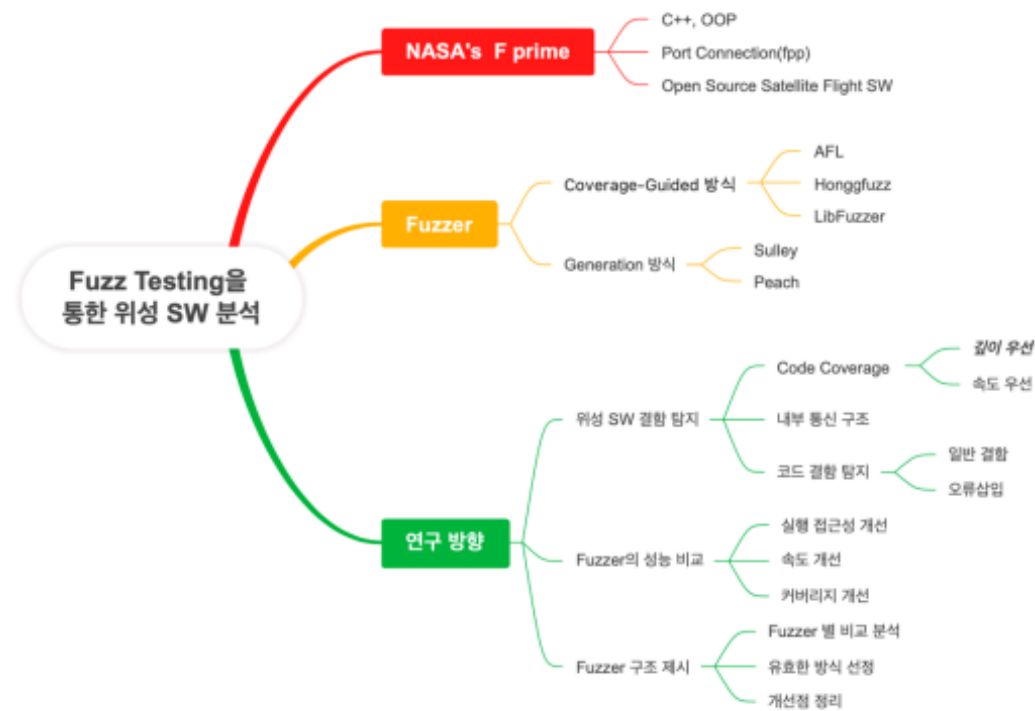 Fuzz Testing을
통한 위성 SW 분석
NASA's F prime
C++, OOP
Port Connection(fpp)
Open Source Satellite Flight SW
Fuzzer
Coverage-Guided 방식
AFL
Honggfuzz
LibFuzzer
Generation 방식
Sulley
Peach
연구 방향
위성 SW 결함 탐지
Code Coverage
깊이 우선
속도 우선
내부 통신 구조
코드 결함 탐지
일반 결함
오류삽입
Fuzzer의 성능 비교
실행 접근성 개선
속도 개선
커버리지 개선
Fuzzer 구조 제시
Fuzzer 별 비교 분석
유효한 방식 선정
개선점 정리